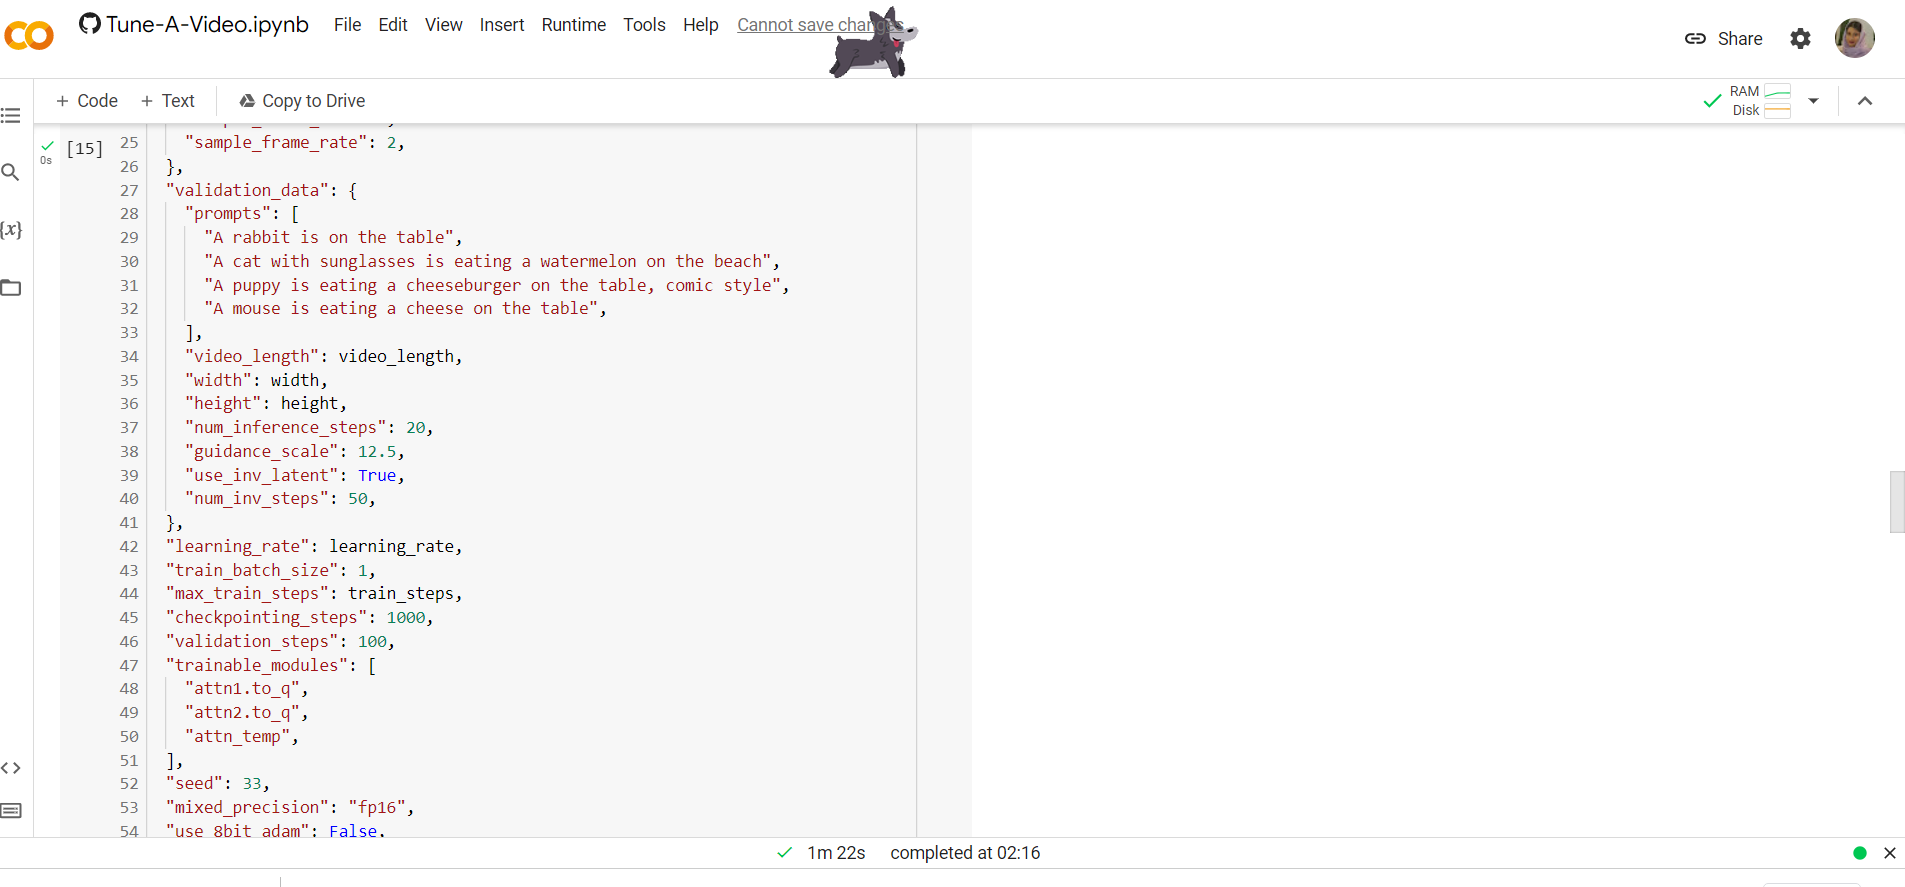 Tune-A-Video.ipynb
File Edit View Insert Runtime Tools Help Cannot save changes
Share
+ Code + Text Copy to Drive
RAM
Disk
0s
[15]
25 "sample_frame_rate": 2,
26 },
27 "validation_data": {
28 "prompts": [
29 "A rabbit is on the table",
30 "A cat with sunglasses is eating a watermelon on the beach",
31 "A puppy is eating a cheeseburger on the table, comic style",
32 "A mouse is eating a cheese on the table",
33 ],
34 "video_length": video_length,
35 "width": width,
36 "height": height,
37 "num_inference_steps": 20,
38 "guidance_scale": 12.5,
39 "use_inv_latent": True,
40 "num_inv_steps": 50,
41 },
42 "learning_rate": learning_rate,
43 "train_batch_size": 1,
44 "max_train_steps": train_steps,
45 "checkpointing_steps": 1000,
46 "validation_steps": 100,
47 "trainable_modules": [
48 "attn1.to_q",
49 "attn2.to_q",
50 "attn_temp",
51 ],
52 "seed": 33,
53 "mixed_precision": "fp16",
54 "use_8bit_adam": False,
{x}
1m 22s completed at 02:16